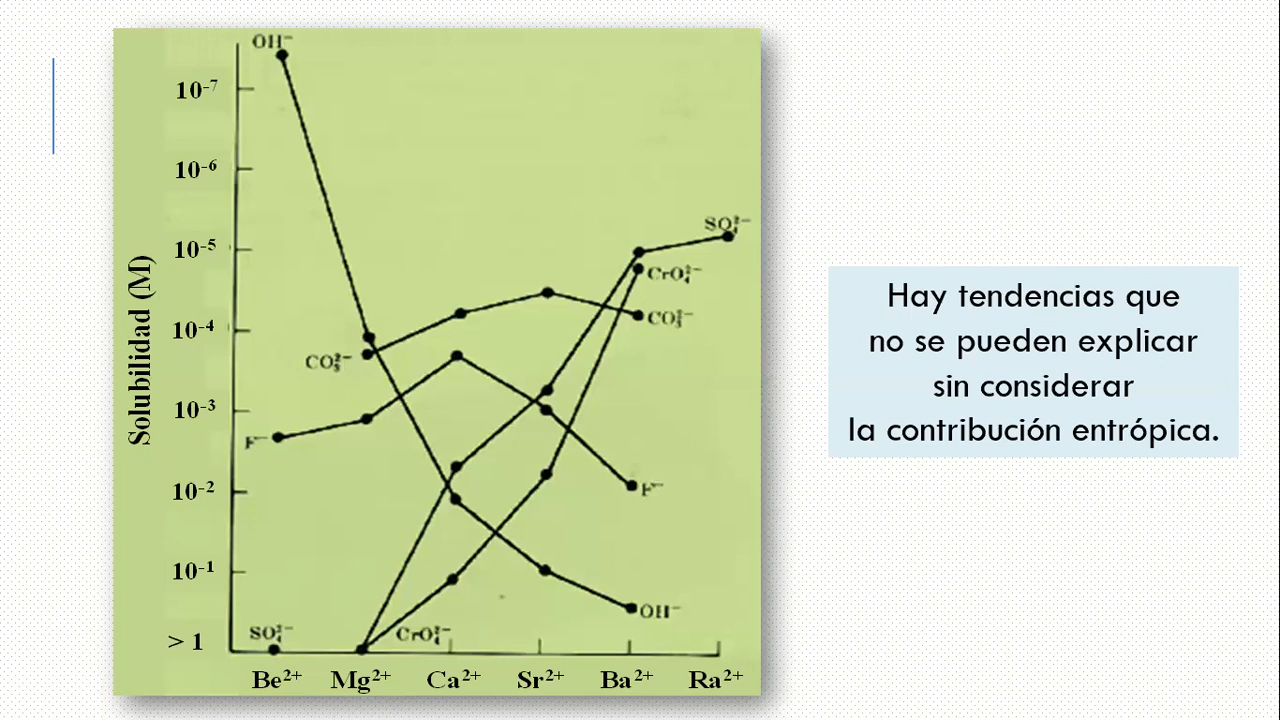 OH⁻
10⁻⁷
10⁻⁶
10⁻⁵
10⁻⁴
10⁻³
10⁻²
10⁻¹
> 1
Solubilidad (M)
SO₄²⁻
CrO₄²⁻
CO₃²⁻
CO₃²⁻
F⁻
F⁻
OH⁻
SO₄²⁻
CrO₄²⁻
Be²⁺ Mg²⁺ Ca²⁺ Sr²⁺ Ba²⁺ Ra²⁺
Hay tendencias que
no se pueden explicar
sin considerar
la contribución entrópica.